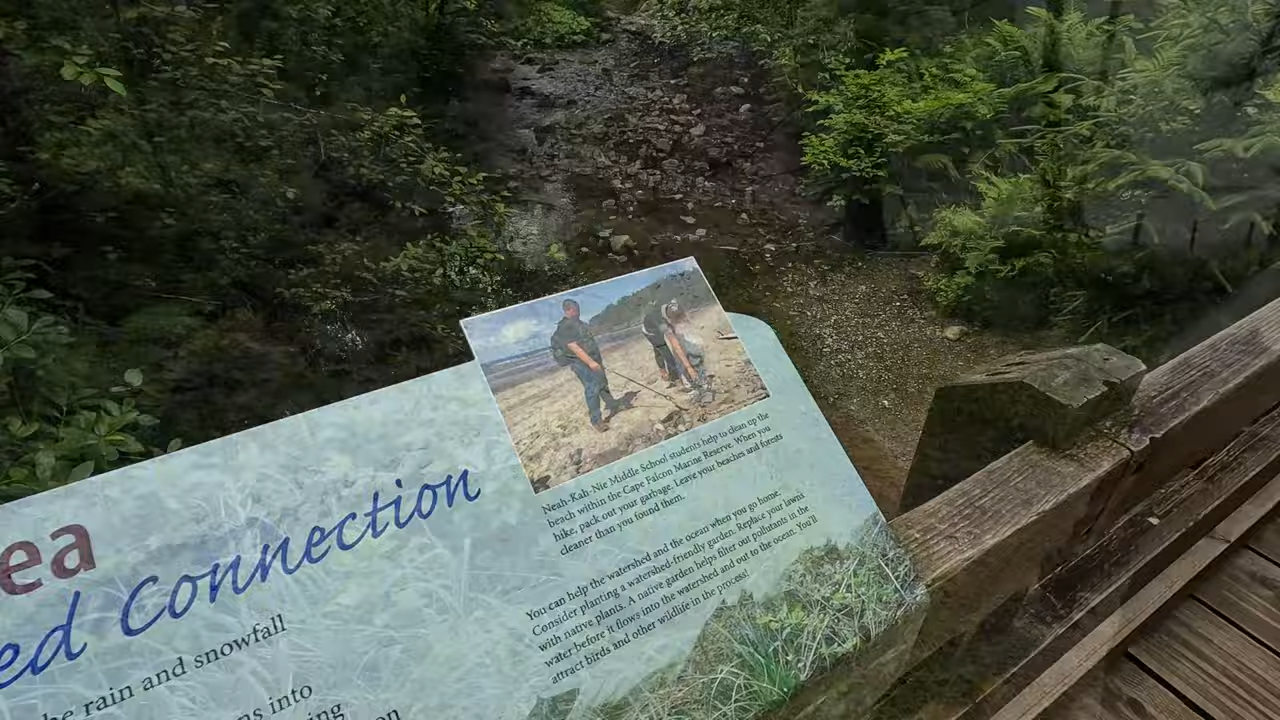 ea
ed Connection
he rain and snowfall
ns into
ing
on
Neah-Kah-Nie Middle School students help to clean up the
beach within the Cape Falcon Marine Reserve. When you
hike, pack out your garbage. Leave your beaches and forests
cleaner than you found them.
You can help the watershed and the ocean when you go home.
Consider planting a watershed-friendly garden. Replace your lawns
with native plants. A native garden helps filter out pollutants in the
water before it flows into the watershed and out to the ocean. You'll
attract birds and other wildlife in the process!